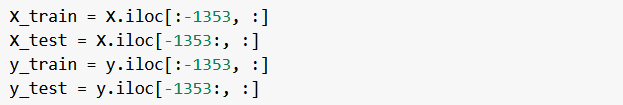 X_train = X.iloc[:-1353, :]
X_test = X.iloc[-1353:, :]
y_train = y.iloc[:-1353, :]
y_test = y.iloc[-1353:, :]